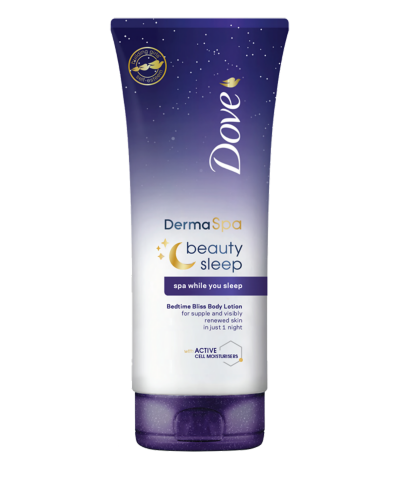 Dove
DermaSpa
beauty
sleep
spa while you sleep
Bedtime Bliss Body Lotion
for supple and visibly
renewed skin
in just 1 night
with ACTIVE
CELL MOISTURISERS